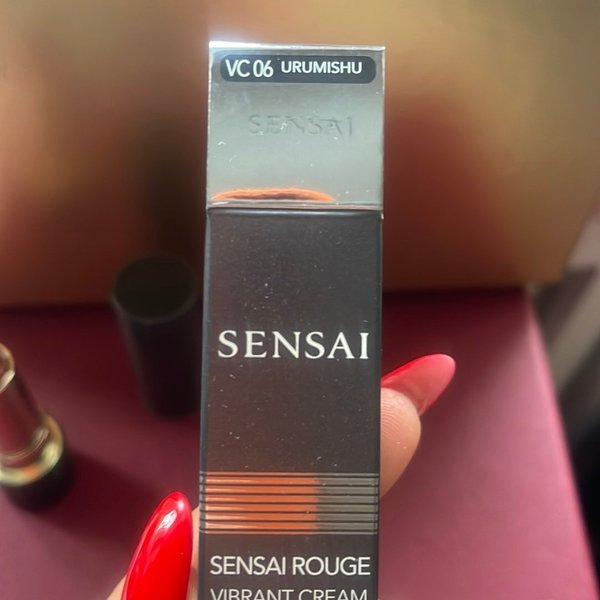 VC 06 URUMISHU
SENSAI
SENSAI
SENSAI ROUGE
VIBRANT CREAM